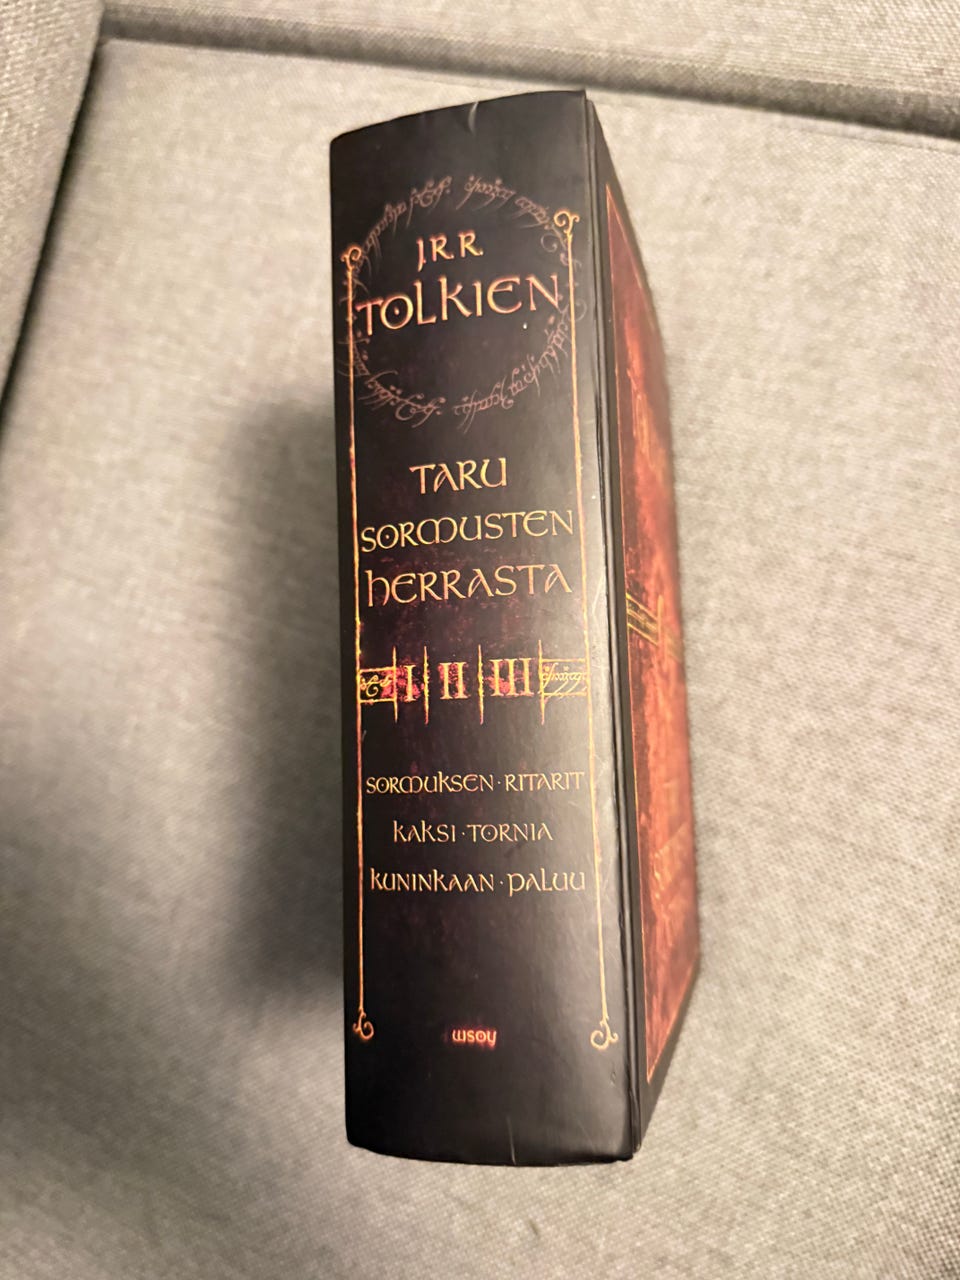 J.R.R.
TOLKIEN
TARU
SORMUSTEN
HERRASTA
I II III
SORMUKSEN · RITARIT
KAKSI · TORNIA
KUNINKAAN · PALUU
WSOY